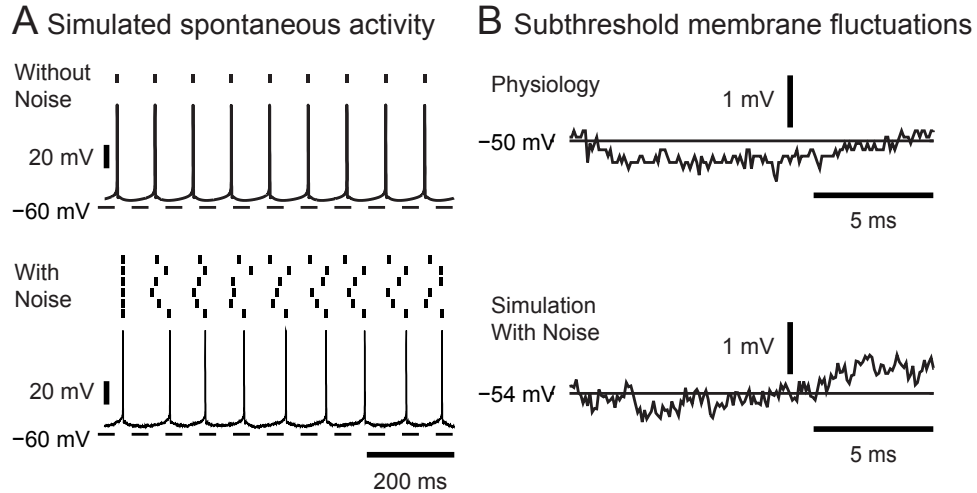 A Simulated spontaneous activity
Without
Noise
20 mV
−60 mV
With
Noise
20 mV
−60 mV
200 ms
B Subthreshold membrane fluctuations
Physiology
1 mV
−50 mV
5 ms
Simulation
With Noise
1 mV
−54 mV
5 ms